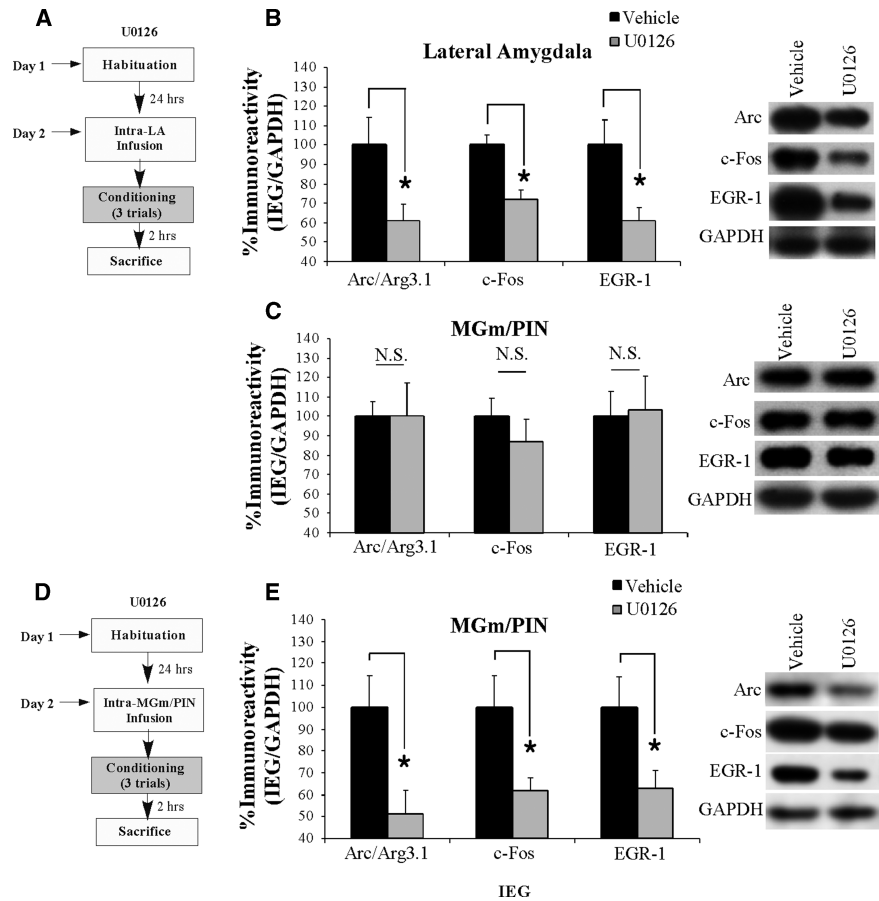 A
U0126
Day 1
Habituation
24 hrs
Day 2
Intra-LA
Infusion
Conditioning
(3 trials)
2 hrs
Sacrifice
B
Vehicle
U0126
Lateral Amygdala
%Immunoreactivity
(IEG/GAPDH)
140
130
120
110
100
90
80
70
60
50
40
*
*
*
Arc/Arg3.1
c-Fos
EGR-1
Vehicle
U0126
Arc
c-Fos
EGR-1
GAPDH
C
MGm/PIN
%Immunoreactivity
(IEG/GAPDH)
140
130
120
110
100
90
80
70
60
50
40
N.S.
N.S.
N.S.
Arc/Arg3.1
c-Fos
EGR-1
Vehicle
U0126
Arc
c-Fos
EGR-1
GAPDH
D
U0126
Day 1
Habituation
24 hrs
Day 2
Intra-MGm/PIN
Infusion
Conditioning
(3 trials)
2 hrs
Sacrifice
E
Vehicle
U0126
MGm/PIN
%Immunoreactivity
(IEG/GAPDH)
140
130
120
110
100
90
80
70
60
50
40
*
*
*
Arc/Arg3.1
c-Fos
EGR-1
IEG
Vehicle
U0126
Arc
c-Fos
EGR-1
GAPDH